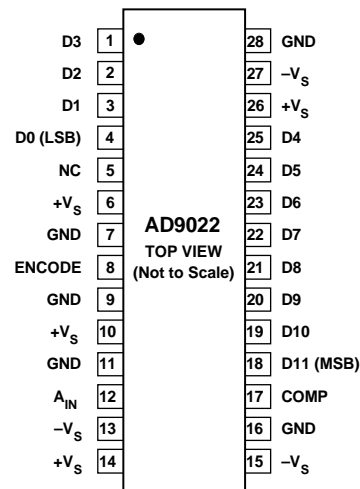 D3 1 28 GND
D2 2 27 –VS
D1 3 26 +VS
D0 (LSB) 4 25 D4
NC 5 24 D5
+VS 6 23 D6
GND 7 22 D7
ENCODE 8 21 D8
GND 9 20 D9
+VS 10 19 D10
GND 11 18 D11 (MSB)
AIN 12 17 COMP
–VS 13 16 GND
+VS 14 15 –VS
AD9022
TOP VIEW
(Not to Scale)